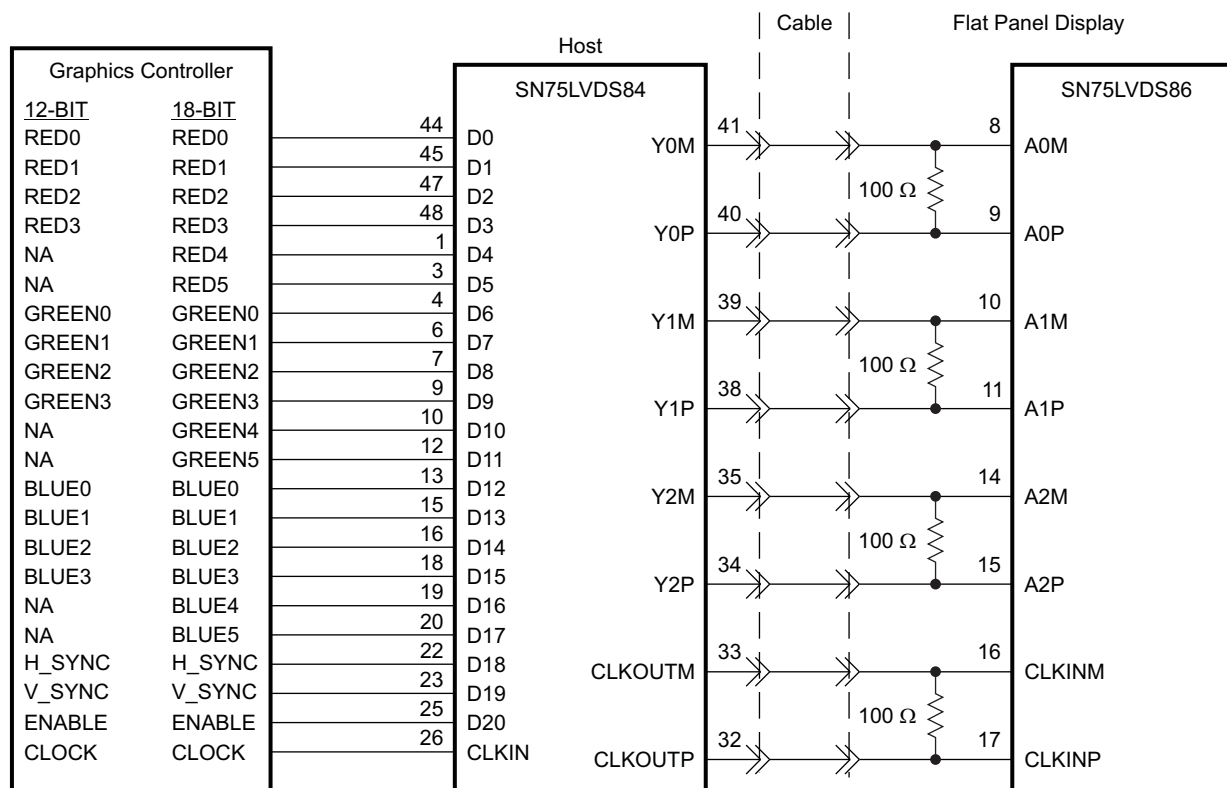 Cable
Flat Panel Display
Host
Graphics Controller
SN75LVDS84
SN75LVDS86
12-BIT 18-BIT
RED0 RED0 44 D0
RED1 RED1 45 D1
RED2 RED2 47 D2
RED3 RED3 48 D3
NA RED4 1 D4
NA RED5 3 D5
GREEN0 GREEN0 4 D6
GREEN1 GREEN1 6 D7
GREEN2 GREEN2 7 D8
GREEN3 GREEN3 9 D9
NA GREEN4 10 D10
NA GREEN5 12 D11
BLUE0 BLUE0 13 D12
BLUE1 BLUE1 15 D13
BLUE2 BLUE2 16 D14
BLUE3 BLUE3 18 D15
NA BLUE4 19 D16
NA BLUE5 20 D17
H_SYNC H_SYNC 22 D18
V_SYNC V_SYNC 23 D19
ENABLE ENABLE 25 D20
CLOCK CLOCK 26 CLKIN
Y0M 41 8 A0M
100 Ω
Y0P 40 9 A0P
Y1M 39 10 A1M
100 Ω
Y1P 38 11 A1P
Y2M 35 14 A2M
100 Ω
Y2P 34 15 A2P
CLKOUTM 33 16 CLKINM
100 Ω
CLKOUTP 32 17 CLKINP